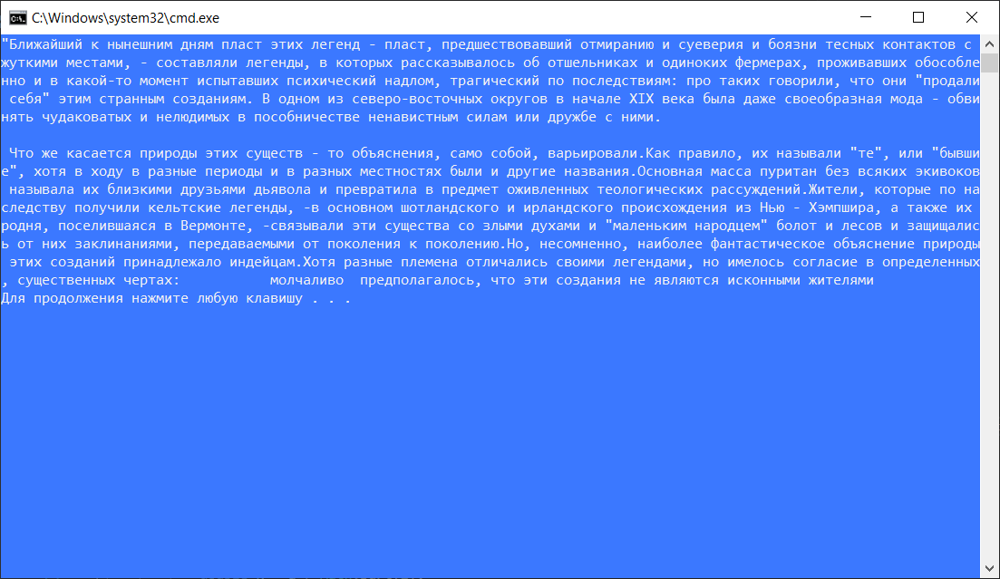 C:\Windows\system32\cmd.exe
"Ближайший к нынешним дням пласт этих легенд - пласт, предшествовавший отмиранию и суеверия и боязни тесных контактов с
жуткими местами, - составляли легенды, в которых рассказывалось об отшельниках и одиноких фермерах, проживавших обособле
нно и в какой-то момент испытавших психический надлом, трагический по последствиям: про таких говорили, что они "продали
себя" этим странным созданиям. В одном из северо-восточных округов в начале XIX века была даже своеобразная мода - обви
нять чудаковатых и нелюдимых в пособничестве ненавистным силам или дружбе с ними.
Что же касается природы этих существ - то объяснения, само собой, варьировали.Как правило, их называли "те", или "бывши
е", хотя в ходу в разные периоды и в разных местностях были и другие названия.Основная масса пуритан без всяких экивоков
называла их близкими друзьями дьявола и превратила в предмет оживленных теологических рассуждений.Жители, которые по на
следству получили кельтские легенды, -в основном шотландского и ирландского происхождения из Нью - Хэмпшира, а также их
родня, поселившаяся в Вермонте, -связывали эти существа со злыми духами и "маленьким народцем" болот и лесов и защищалис
ь от них заклинаниями, передаваемыми от поколения к поколению.Но, несомненно, наиболее фантастическое объяснение природы
этих созданий принадлежало индейцам.Хотя разные племена отличались своими легендами, но имелось согласие в определенных
, существенных чертах:           молчаливо  предполагалось, что эти создания не являются исконными жителями
Для продолжения нажмите любую клавишу . . .